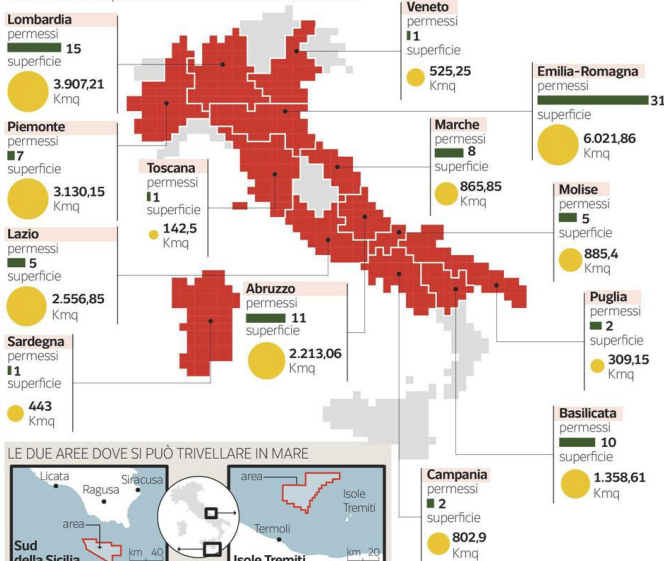 Lombardia
permessi
15
superficie
3.907,21
Kmq
Piemonte
permessi
7
superficie
3.130,15
Kmq
Lazio
permessi
5
superficie
2.556,85
Kmq
Sardegna
permessi
1
superficie
443
Kmq
Toscana
permessi
1
superficie
142,5
Kmq
Abruzzo
permessi
11
superficie
2.213,06
Kmq
Veneto
permessi
1
superficie
525,25
Kmq
Marche
permessi
8
superficie
865,85
Kmq
Emilia-Romagna
permessi
31
superficie
6.021,86
Kmq
Molise
permessi
5
superficie
885,4
Kmq
Puglia
permessi
2
superficie
309,15
Kmq
Basilicata
permessi
10
superficie
1.358,61
Kmq
Campania
permessi
2
superficie
802,9
Kmq
LE DUE AREE DOVE SI PUÒ TRIVELLARE IN MARE
Licata
Ragusa
Siracusa
area
Sud
della Sicilia
km 40
area
Isole
Tremiti
Termoli
Isole Tremiti
km 20